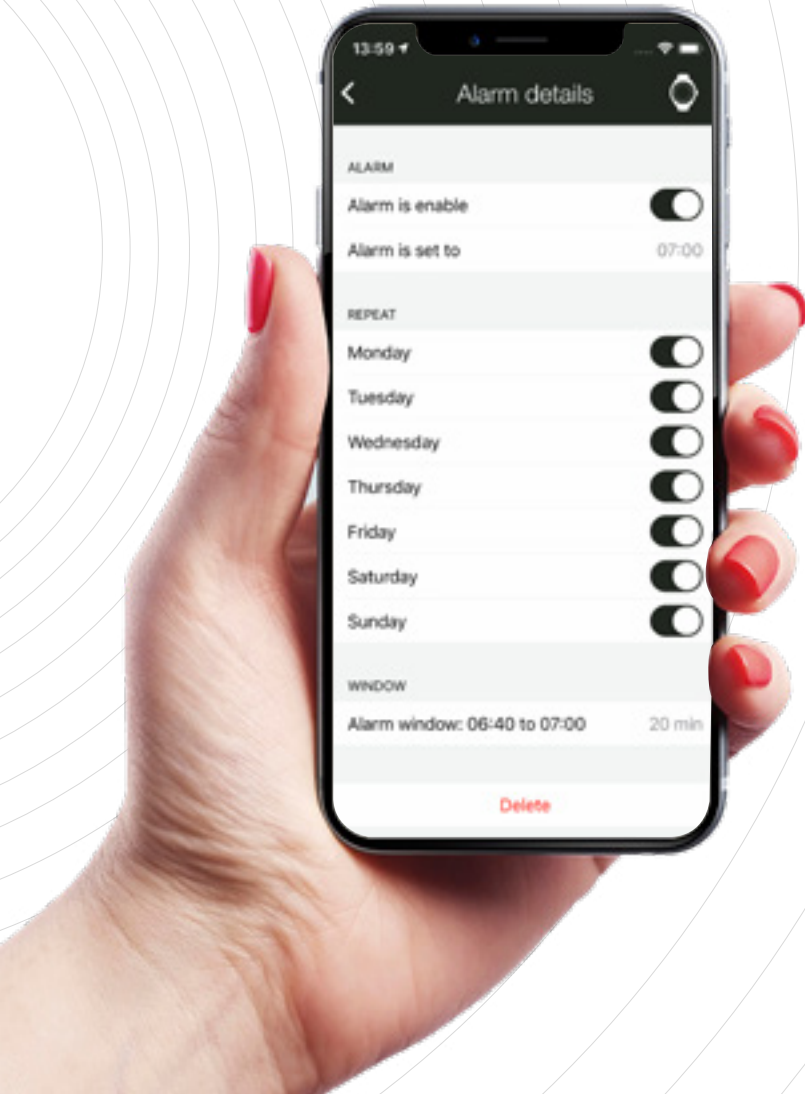 13:59
Alarm details
ALARM
Alarm is enable
Alarm is set to 07:00
REPEAT
Monday
Tuesday
Wednesday
Thursday
Friday
Saturday
Sunday
WINDOW
Alarm window: 06:40 to 07:00 20 min
Delete